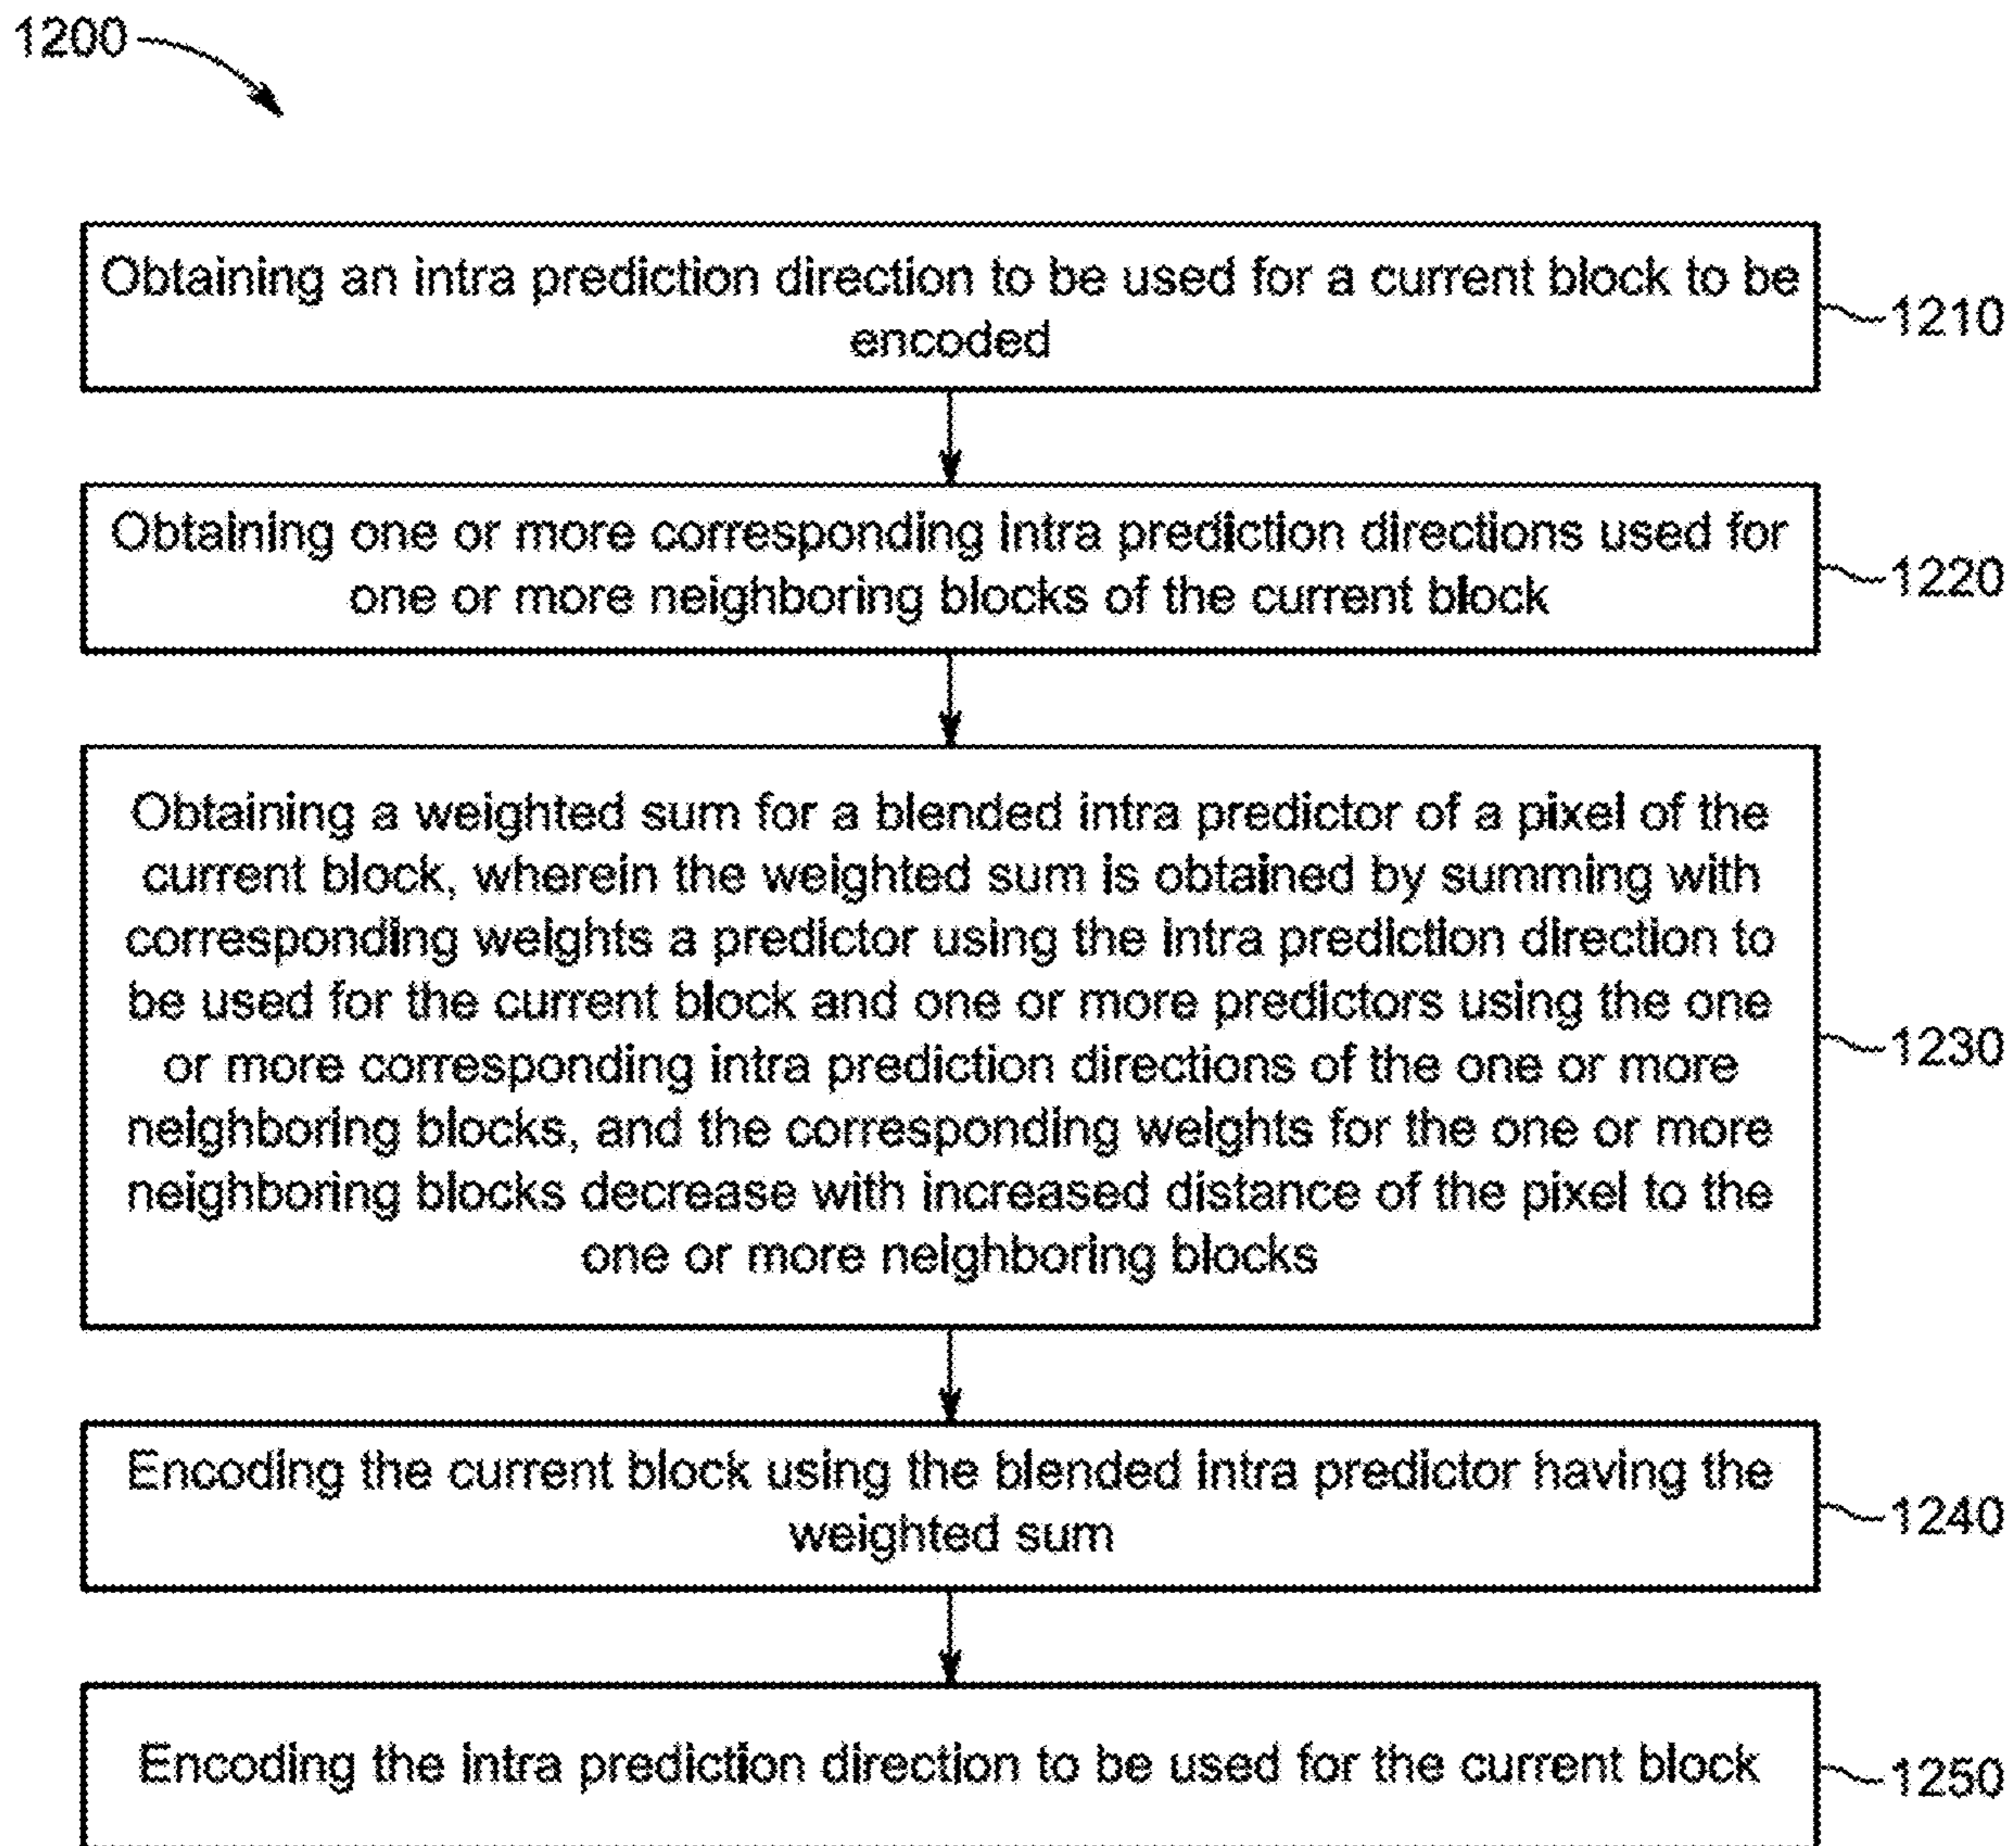 1200
Obtaining an intra prediction direction to be used for a current block to be
encoded
1210
Obtaining one or more corresponding intra prediction directions used for
one or more neighboring blocks of the current block
1220
Obtaining a weighted sum for a blended intra predictor of a pixel of the
current block, wherein the weighted sum is obtained by summing with
corresponding weights a predictor using the intra prediction direction to
be used for the current block and one or more predictors using the one
or more corresponding intra prediction directions of the one or more
neighboring blocks, and the corresponding weights for the one or more
neighboring blocks decrease with increased distance of the pixel to the
one or more neighboring blocks
1230
Encoding the current block using the blended intra predictor having the
weighted sum
1240
Encoding the intra prediction direction to be used for the current block
1250